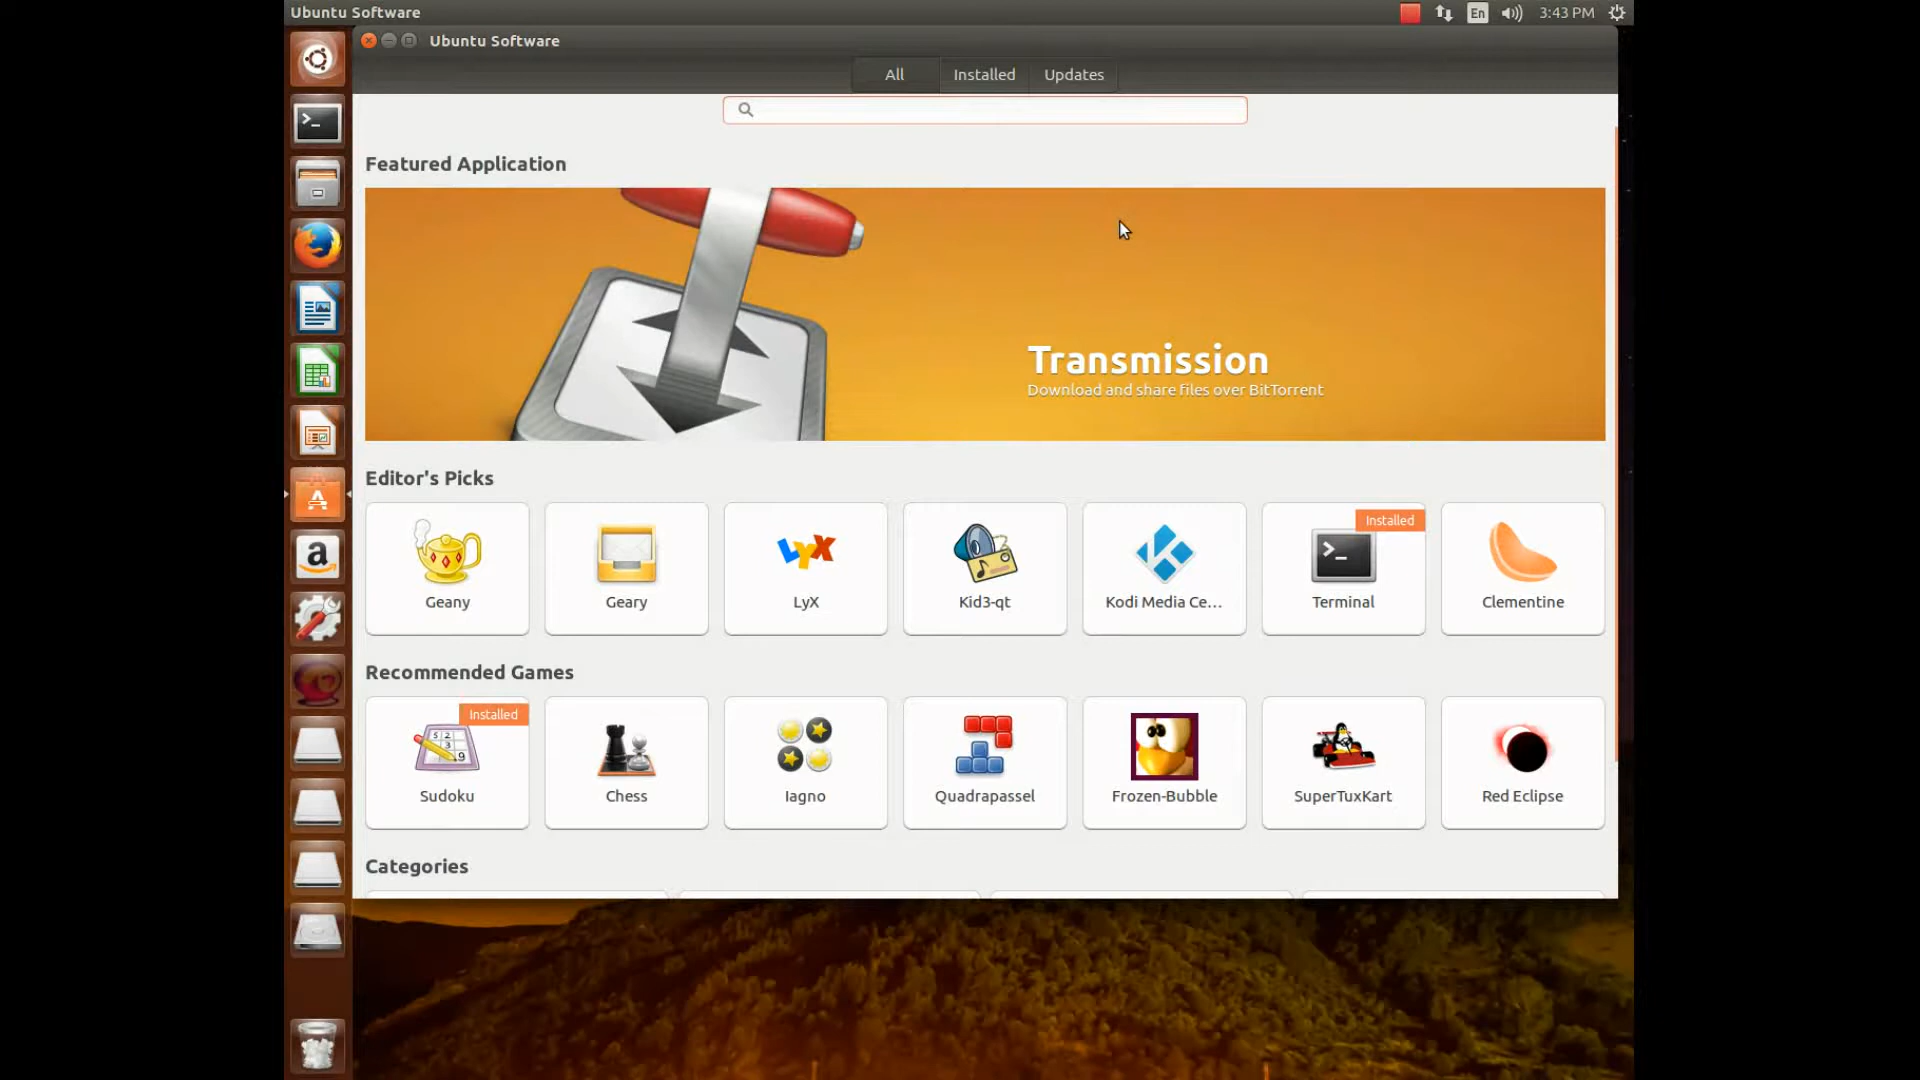 Ubuntu Software
En
3:43 PM
Ubuntu Software
All
Installed
Updates
Featured Application
Transmission
Download and share files over BitTorrent
Editor's Picks
Installed
Geany
Geary
LyX
LyX
Kid3-qt
Kodi Media Ce...
Terminal
Clementine
Recommended Games
Installed
Sudoku
Chess
Iagno
Quadrapassel
Frozen-Bubble
SuperTuxKart
Red Eclipse
Categories